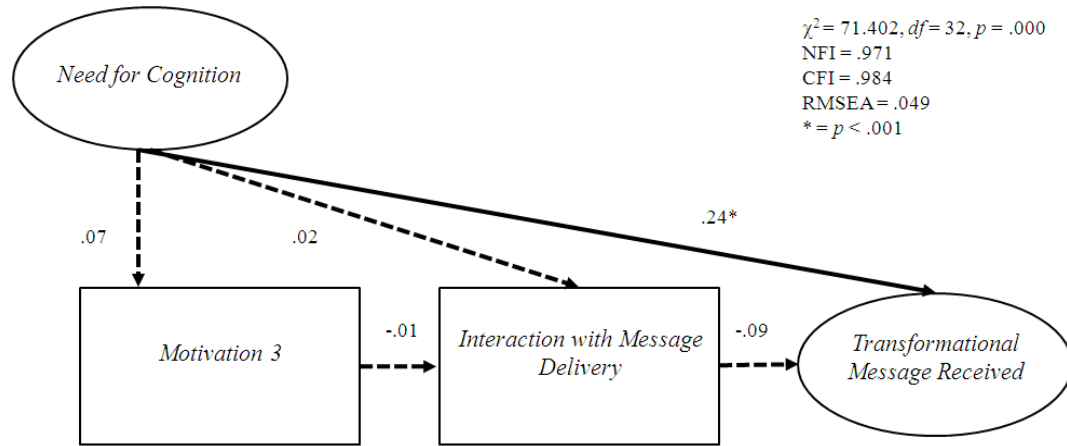 Need for Cognition
χ² = 71.402, df = 32, p = .000
NFI = .971
CFI = .984
RMSEA = .049
* = p < .001
.07
.02
.24*
Motivation 3
-.01
Interaction with Message
Delivery
-.09
Transformational
Message Received